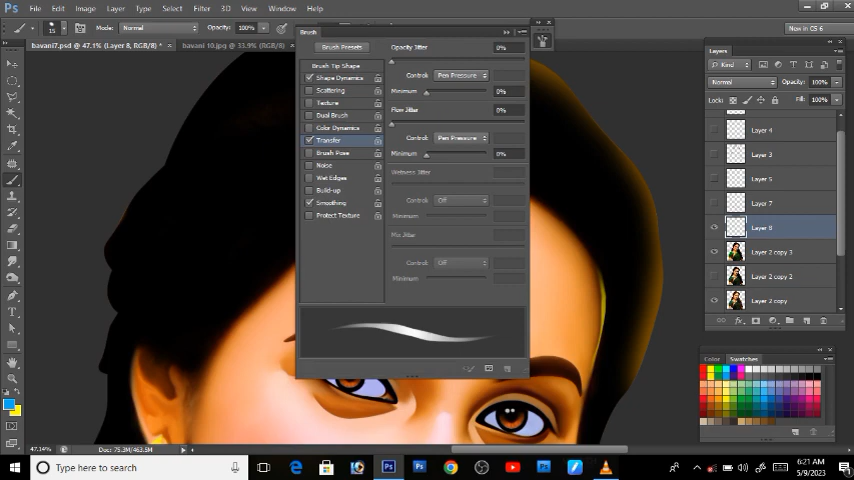 Ps File Edit Image Layer Type Select Filter 3D View Window Help
15 Mode: Normal Opacity: 100%
New in CS 6
bavani7.psd @ 47.1% (Layer 8, RGB/8) * × bavani 10.jpg @ 33.9% (RGB/8)
Brush
Brush Presets
Brush Tip Shape
Shape Dynamics
Scattering
Texture
Dual Brush
Color Dynamics
Transfer
Brush Pose
Noise
Wet Edges
Build-up
Smoothing
Protect Texture
Opacity Jitter 0%
Control: Pen Pressure
Minimum 0%
Flow Jitter 0%
Control: Pen Pressure
Minimum 0%
Wetness Jitter
Control: Off
Minimum
Mix Jitter
Control: Off
Minimum
Layers
Kind
Normal Opacity: 100%
Lock: Fill: 100%
Layer 4
Layer 3
Layer 5
Layer 7
Layer 8
Layer 2 copy 3
Layer 2 copy 2
Layer 2 copy
Color Swatches
47.14% Doc: 75.3M/463.5M
Type here to search
6:21 AM
5/9/2023